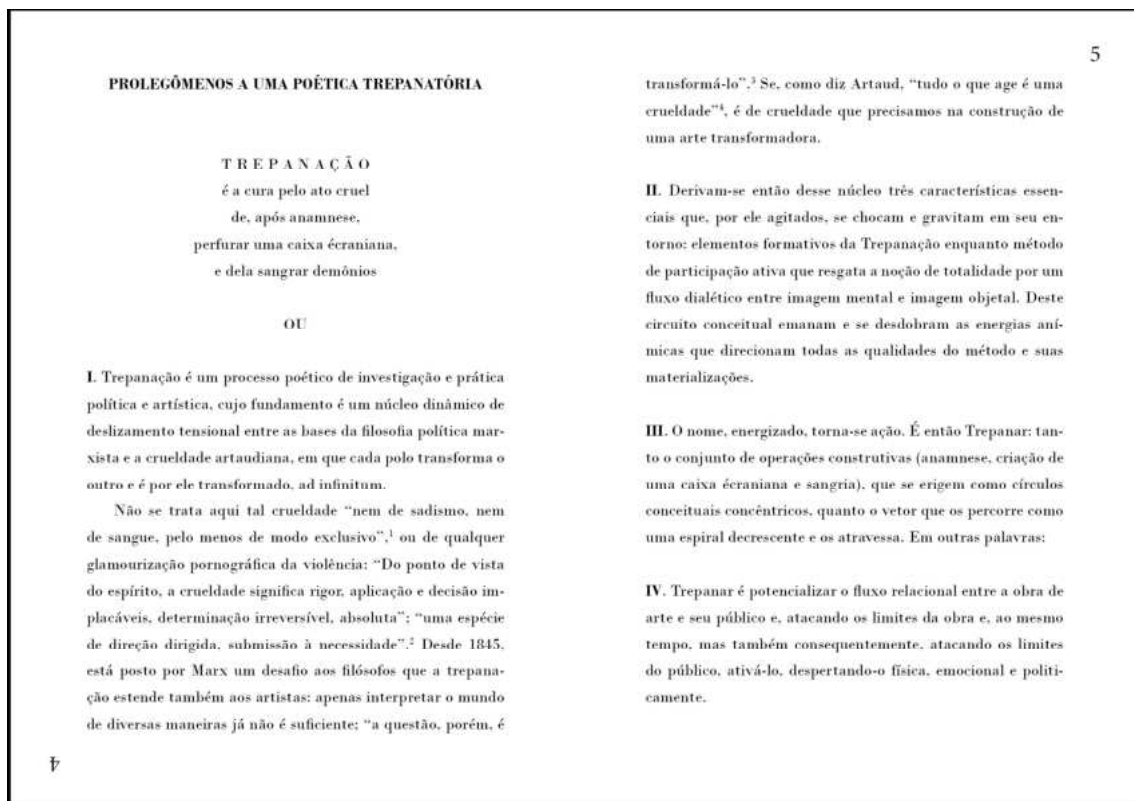 PROLEGÔMENOS A UMA POÉTICA TREPANATÓRIA
T R E P A N A Ç Ã O
é a cura pelo ato cruel
de, após anamnese,
perfurar uma caixa écraniana,
e dela sangrar demônios
OU
I. Trepanação é um processo poético de investigação e prática
política e artística, cujo fundamento é um núcleo dinâmico de
deslizamento tensional entre as bases da filosofia política mar-
xista e a crueldade artaudiana, em que cada polo transforma o
outro e é por ele transformado, ad infinitum.
Não se trata aqui tal crueldade “nem de sadismo, nem
de sangue, pelo menos de modo exclusivo”,¹ ou de qualquer
glamourização pornográfica da violência: “Do ponto de vista
do espírito, a crueldade significa rigor, aplicação e decisão im-
placáveis, determinação irreversível, absoluta”; “uma espécie
de direção dirigida, submissão à necessidade”.² Desde 1845,
está posto por Marx um desafio aos filósofos que a trepana-
ção estende também aos artistas: apenas interpretar o mundo
de diversas maneiras já não é suficiente; “a questão, porém, é
4
5
transformá-lo”.³ Se, como diz Artaud, “tudo o que age é uma
crueldade”⁴, é de crueldade que precisamos na construção de
uma arte transformadora.
II. Derivam-se então desse núcleo três características essen-
ciais que, por ele agitados, se chocam e gravitam em seu en-
torno: elementos formativos da Trepanação enquanto método
de participação ativa que resgata a noção de totalidade por um
fluxo dialético entre imagem mental e imagem objetal. Deste
circuito conceitual emanam e se desdobram as energias aní-
micas que direcionam todas as qualidades do método e suas
materializações.
III. O nome, energizado, torna-se ação. É então Trepanar: tan-
to o conjunto de operações construtivas (anamnese, criação de
uma caixa écraniana e sangria), que se erigem como círculos
conceituais concêntricos, quanto o vetor que os percorre como
uma espiral decrescente e os atravessa. Em outras palavras:
IV. Trepanar é potencializar o fluxo relacional entre a obra de
arte e seu público e, atacando os limites da obra e, ao mesmo
tempo, mas também consequentemente, atacando os limites
do público, ativá-lo, despertando-o física, emocional e politi-
camente.